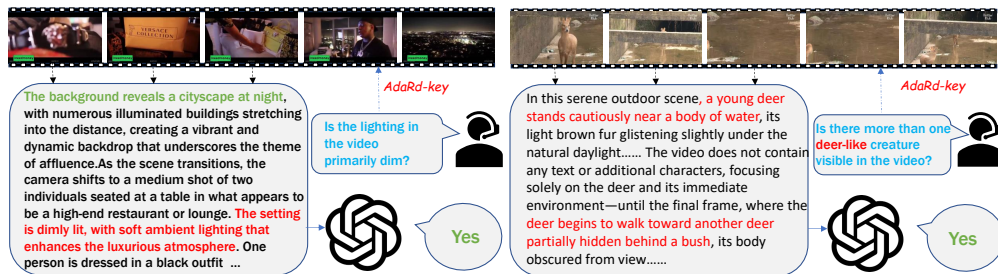 VERSACE
COLLECTION
AdaRd-key
The background reveals a cityscape at night,
with numerous illuminated buildings stretching
into the distance, creating a vibrant and
dynamic backdrop that underscores the theme
of affluence.As the scene transitions, the
camera shifts to a medium shot of two
individuals seated at a table in what appears to
be a high-end restaurant or lounge. The setting
is dimly lit, with soft ambient lighting that
enhances the luxurious atmosphere. One
person is dressed in a black outfit ...
Is the lighting in
the video
primarily dim?
Yes
AdaRd-key
In this serene outdoor scene, a young deer
stands cautiously near a body of water, its
light brown fur glistening slightly under the
natural daylight...... The video does not contain
any text or additional characters, focusing
solely on the deer and its immediate
environment—until the final frame, where the
deer begins to walk toward another deer
partially hidden behind a bush, its body
obscured from view......
Is there more than one
deer-like creature
visible in the video?
Yes